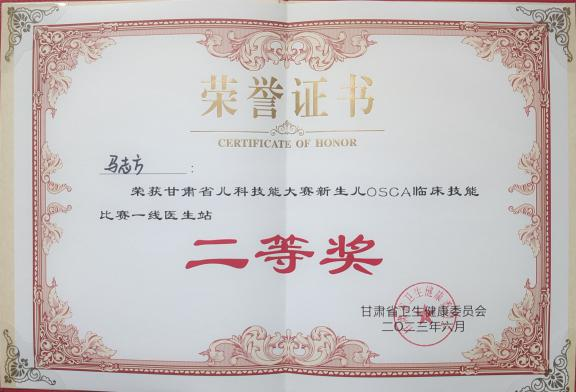 荣誉证书
CERTIFICATE OF HONOR
马志方：
荣获甘肃省儿科技能大赛新生儿OSCA临床技能
比赛一线医生站
二等奖
甘肃省卫生健康委员会
二〇二三年六月